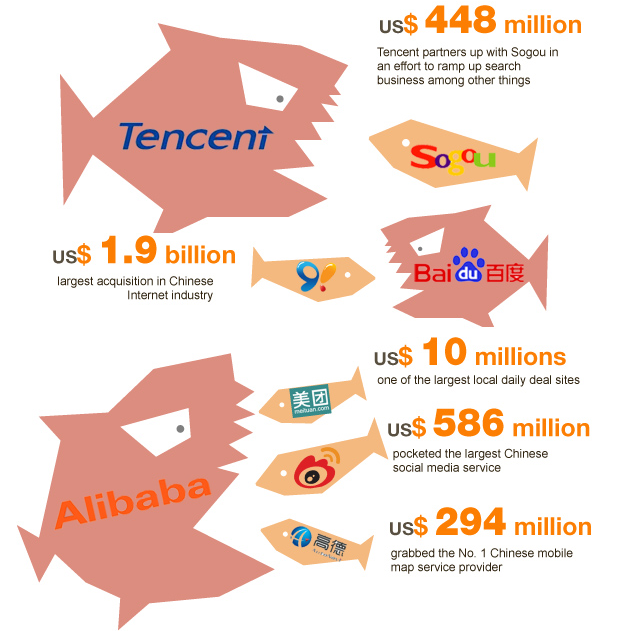 US$ 448 million
Tencent partners up with Sogou in
an effort to ramp up search
business among other things
Tencent
Sogou
US$ 1.9 billion
largest acquisition in Chinese
Internet industry
9!
Bai du 百度
US$ 10 millions
one of the largest local daily deal sites
美团
meituan.com
US$ 586 million
pocketed the largest Chinese
social media service
Alibaba
US$ 294 million
grabbed the No. 1 Chinese mobile
map service provider
高德